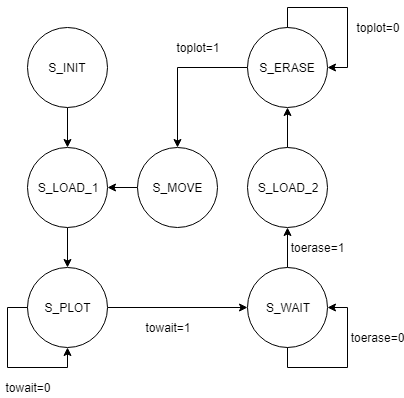 toplot=0
toplot=1
S_INIT
S_ERASE
S_LOAD_1
S_MOVE
S_LOAD_2
toerase=1
S_PLOT
S_WAIT
towait=1
toerase=0
towait=0